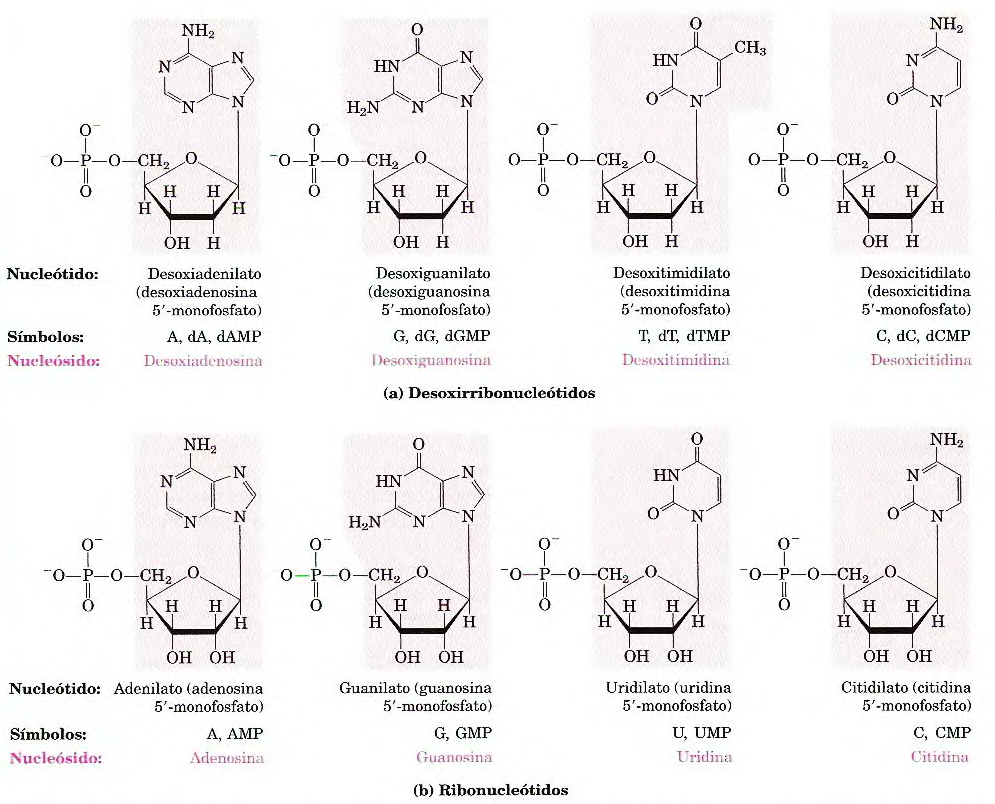 NH₂ O O NH₂
N N HN N HN CH₃ N
N N H₂N N N O N O N
O⁻ O O⁻ O⁻
⁻O—P—O—CH₂ O ⁻O—P—O—CH₂ O O—P—O—CH₂ O O—P—O—CH₂ O
O H H O H H O H H O H H
H H H H H H H H
OH H OH H OH H OH H
Nucleótido: Desoxiadenilato Desoxiguanilato Desoxitimidilato Desoxicitidilato
(desoxiadenosina (desoxiguanosina (desoxitimidina (desoxicitidina
5′-monofosfato) 5′-monofosfato) 5′-monofosfato) 5′-monofosfato)
Símbolos: A, dA, dAMP G, dG, dGMP T, dT, dTMP C, dC, dCMP
Nucleósido: Desoxiadenosina Desoxiguanosina Desoxitimidina Desoxicitidina
(a) Desoxirribonucleótidos
NH₂ O O NH₂
N N HN N HN N
N N H₂N N N O N O N
O⁻ O⁻ O⁻ O⁻
⁻O—P—O—CH₂ O O—P—O—CH₂ O ⁻O—P—O—CH₂ O ⁻O—P—O—CH₂ O
O H H O H H O H H O H H
H H H H H H H H
OH OH OH OH OH OH OH OH
Nucleótido: Adenilato (adenosina Guanilato (guanosina Uridilato (uridina Citidilato (citidina
5′-monofosfato) 5′-monofosfato) 5′-monofosfato) 5′-monofosfato)
Símbolos: A, AMP G, GMP U, UMP C, CMP
Nucleósido: Adenosina Guanosina Uridina Citidina
(b) Ribonucleótidos